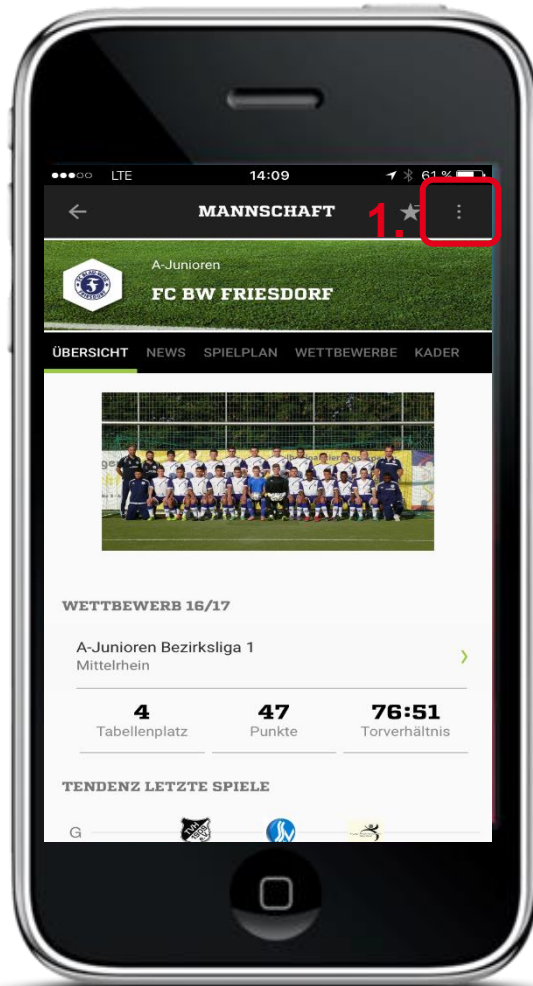 LTE 14:09 61 %
MANNSCHAFT 1.
A-Junioren
FC BW FRIESDORF
ÜBERSICHT NEWS SPIELPLAN WETTBEWERBE KADER
WETTBEWERB 16/17
A-Junioren Bezirksliga 1
Mittelrhein
4 47 76:51
Tabellenplatz Punkte Torverhältnis
TENDENZ LETZTE SPIELE
G
TVH